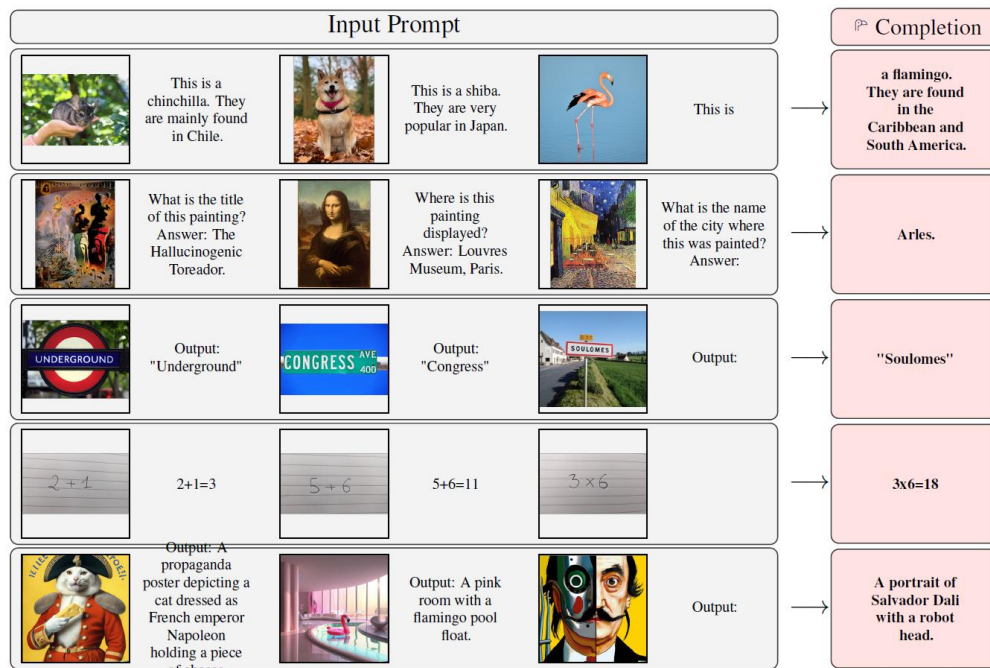 Input Prompt
Completion
This is a
chinchilla. They
are mainly found
in Chile.
This is a shiba.
They are very
popular in Japan.
This is
a flamingo.
They are found
in the
Caribbean and
South America.
What is the title
of this painting?
Answer: The
Hallucinogenic
Toreador.
Where is this
painting
displayed?
Answer: Louvres
Museum, Paris.
What is the name
of the city where
this was painted?
Answer:
Arles.
UNDERGROUND
Output:
"Underground"
CONGRESS AVE
400
Output:
"Congress"
SOULOMES
Output:
"Soulomes"
2+1
2+1=3
5+6
5+6=11
3×6
3x6=18
Output: A
propaganda
poster depicting a
cat dressed as
French emperor
Napoleon
holding a piece
Output: A pink
room with a
flamingo pool
float.
Output:
A portrait of
Salvador Dali
with a robot
head.